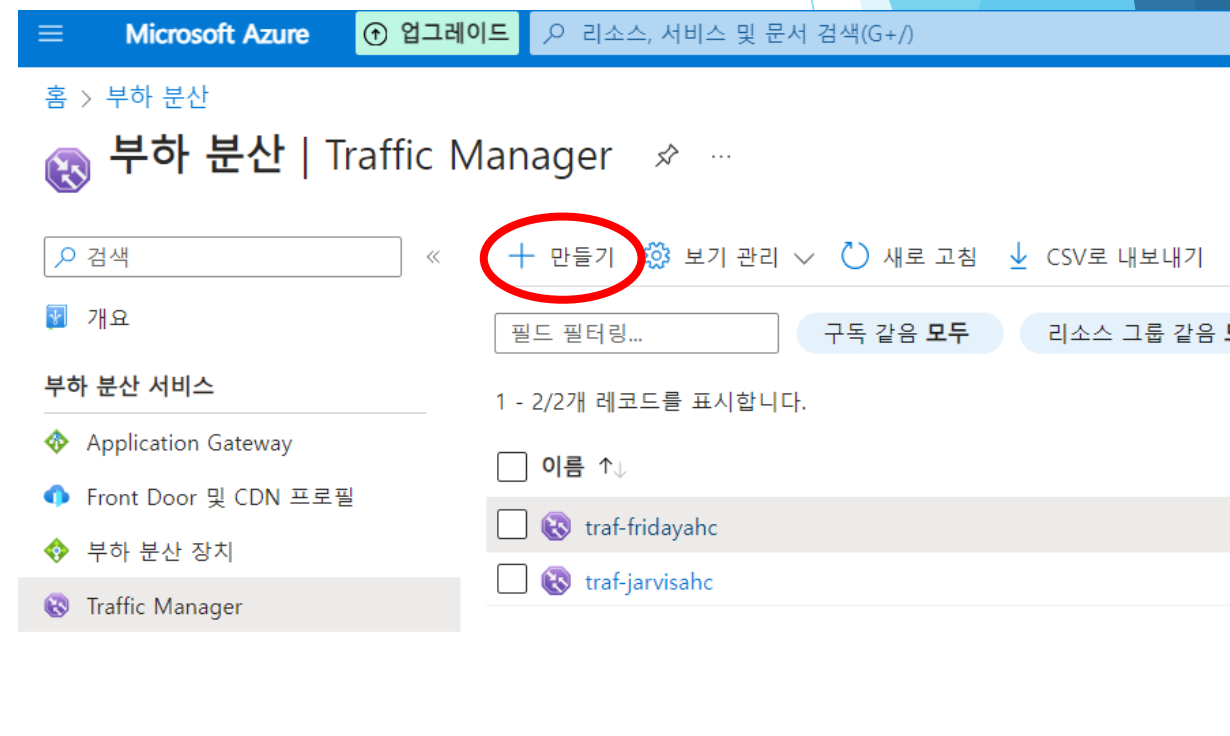 Microsoft Azure
업그레이드
리소스, 서비스 및 문서 검색(G+/)
홈 > 부하 분산
부하 분산 | Traffic Manager
검색
만들기 보기 관리 새로 고침 CSV로 내보내기
개요
필드 필터링...
구독 같음 모두
리소스 그룹 같음
부하 분산 서비스
1 - 2/2개 레코드를 표시합니다.
Application Gateway
이름
Front Door 및 CDN 프로필
traf-fridayahc
부하 분산 장치
traf-jarvisahc
Traffic Manager